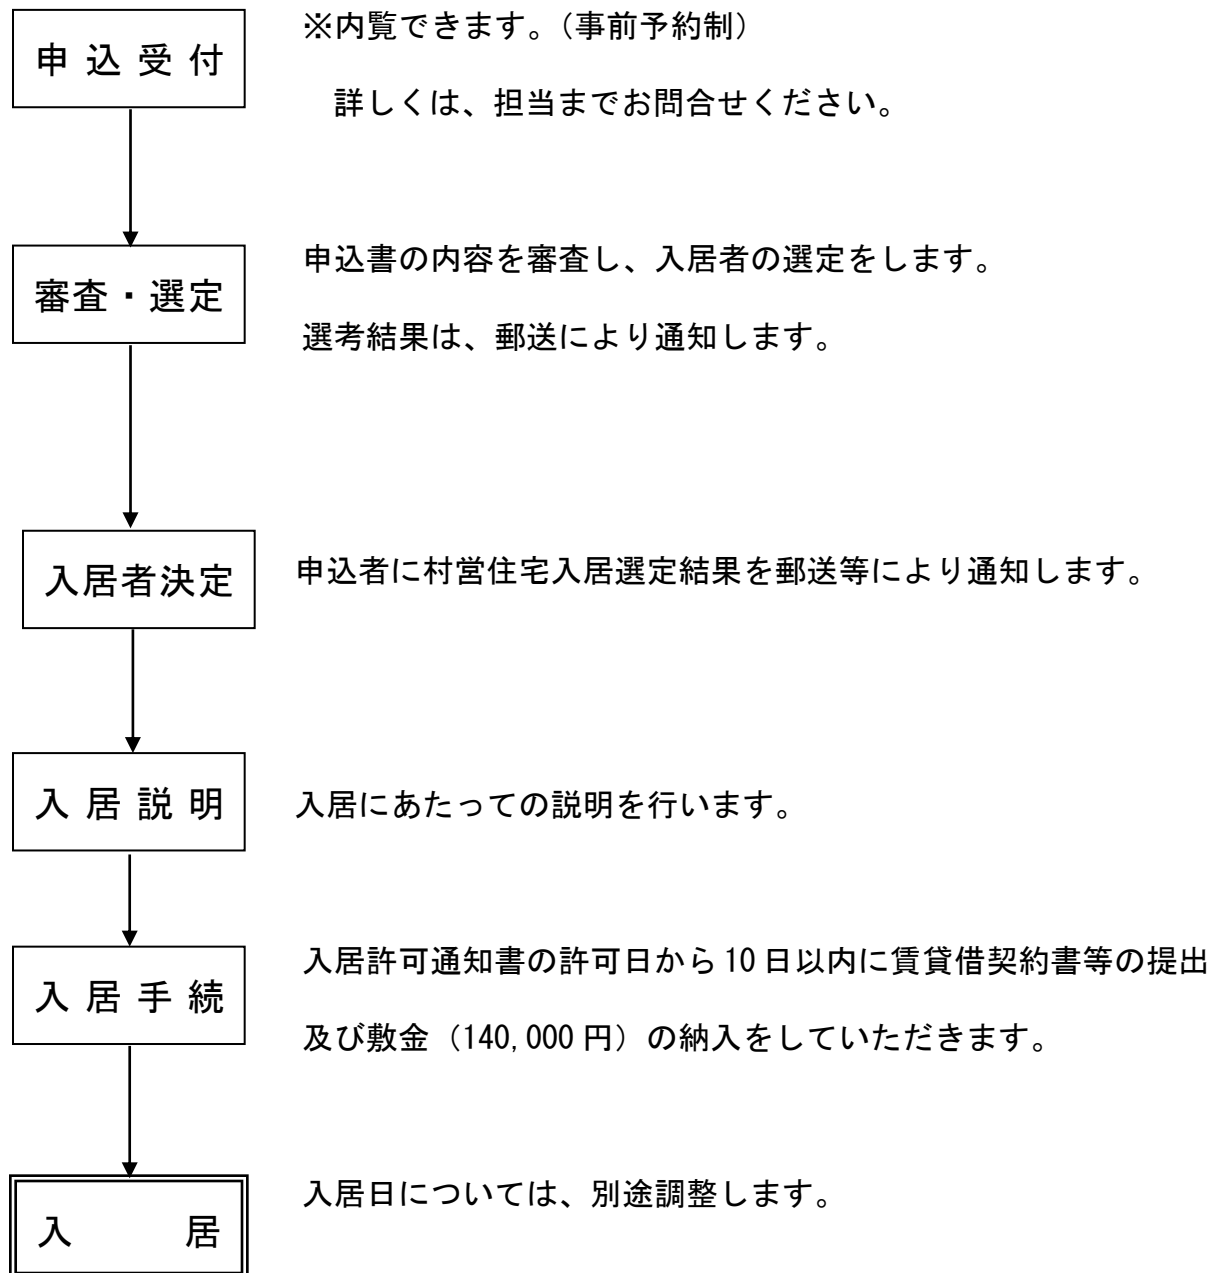 申込受付
※内覧できます。（事前予約制）
詳しくは、担当までお問合せください。
審査・選定
申込書の内容を審査し、入居者の選定をします。
選考結果は、郵送により通知します。
入居者決定
申込者に村営住宅入居選定結果を郵送等により通知します。
入居説明
入居にあたっての説明を行います。
入居手続
入居許可通知書の許可日から10日以内に賃貸借契約書等の提出
及び敷金（140,000円）の納入をしていただきます。
入居
入居日については、別途調整します。